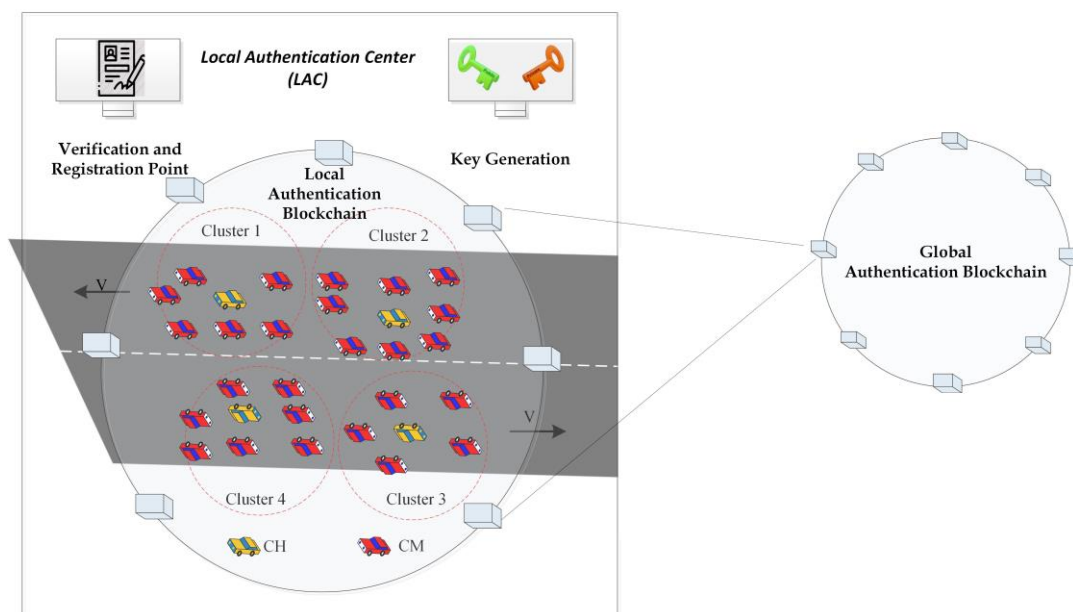 Local Authentication Center
(LAC)
Verification and
Registration Point
Key Generation
Local
Authentication
Blockchain
Cluster 1
Cluster 2
V
V
Cluster 4
Cluster 3
CH
CM
Global
Authentication Blockchain